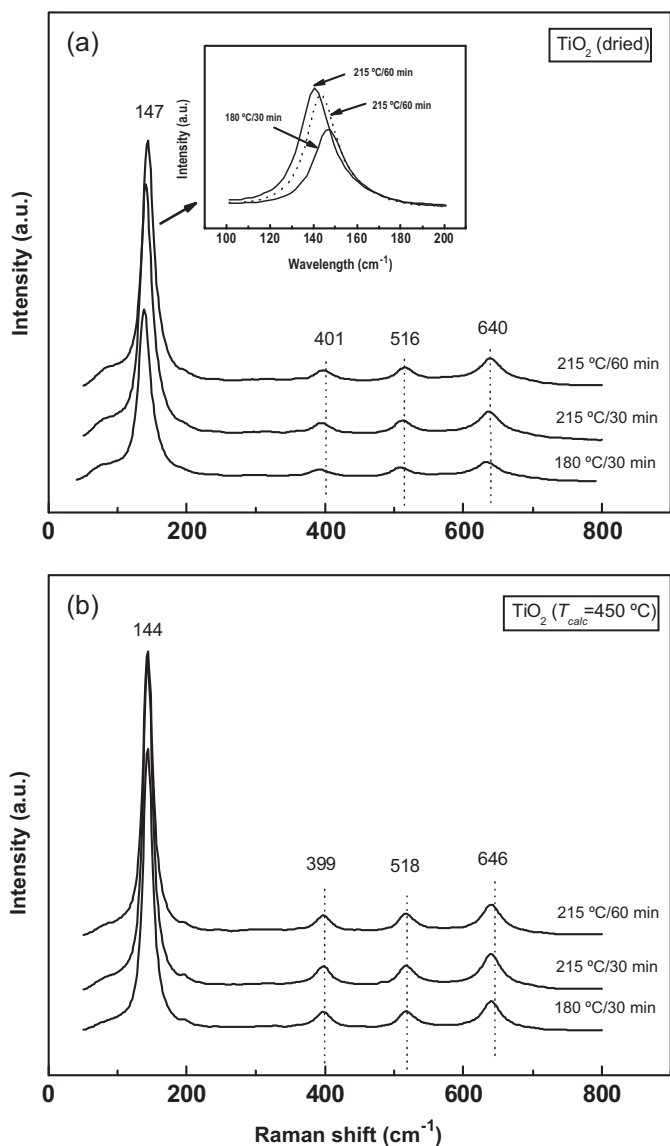 (a)
TiO2 (dried)
147
Intensity (a.u.)
215 ºC/60 min
215 ºC/60 min
180 ºC/30 min
Intensity (a.u.)
100 120 140 160 180 200
Wavelength (cm-1)
401 516 640
215 ºC/60 min
215 ºC/30 min
180 ºC/30 min
0 200 400 600 800
(b)
TiO2 (Tcalc=450 ºC)
144
Intensity (a.u.)
399 518 646
215 ºC/60 min
215 ºC/30 min
180 ºC/30 min
0 200 400 600 800
Raman shift (cm-1)